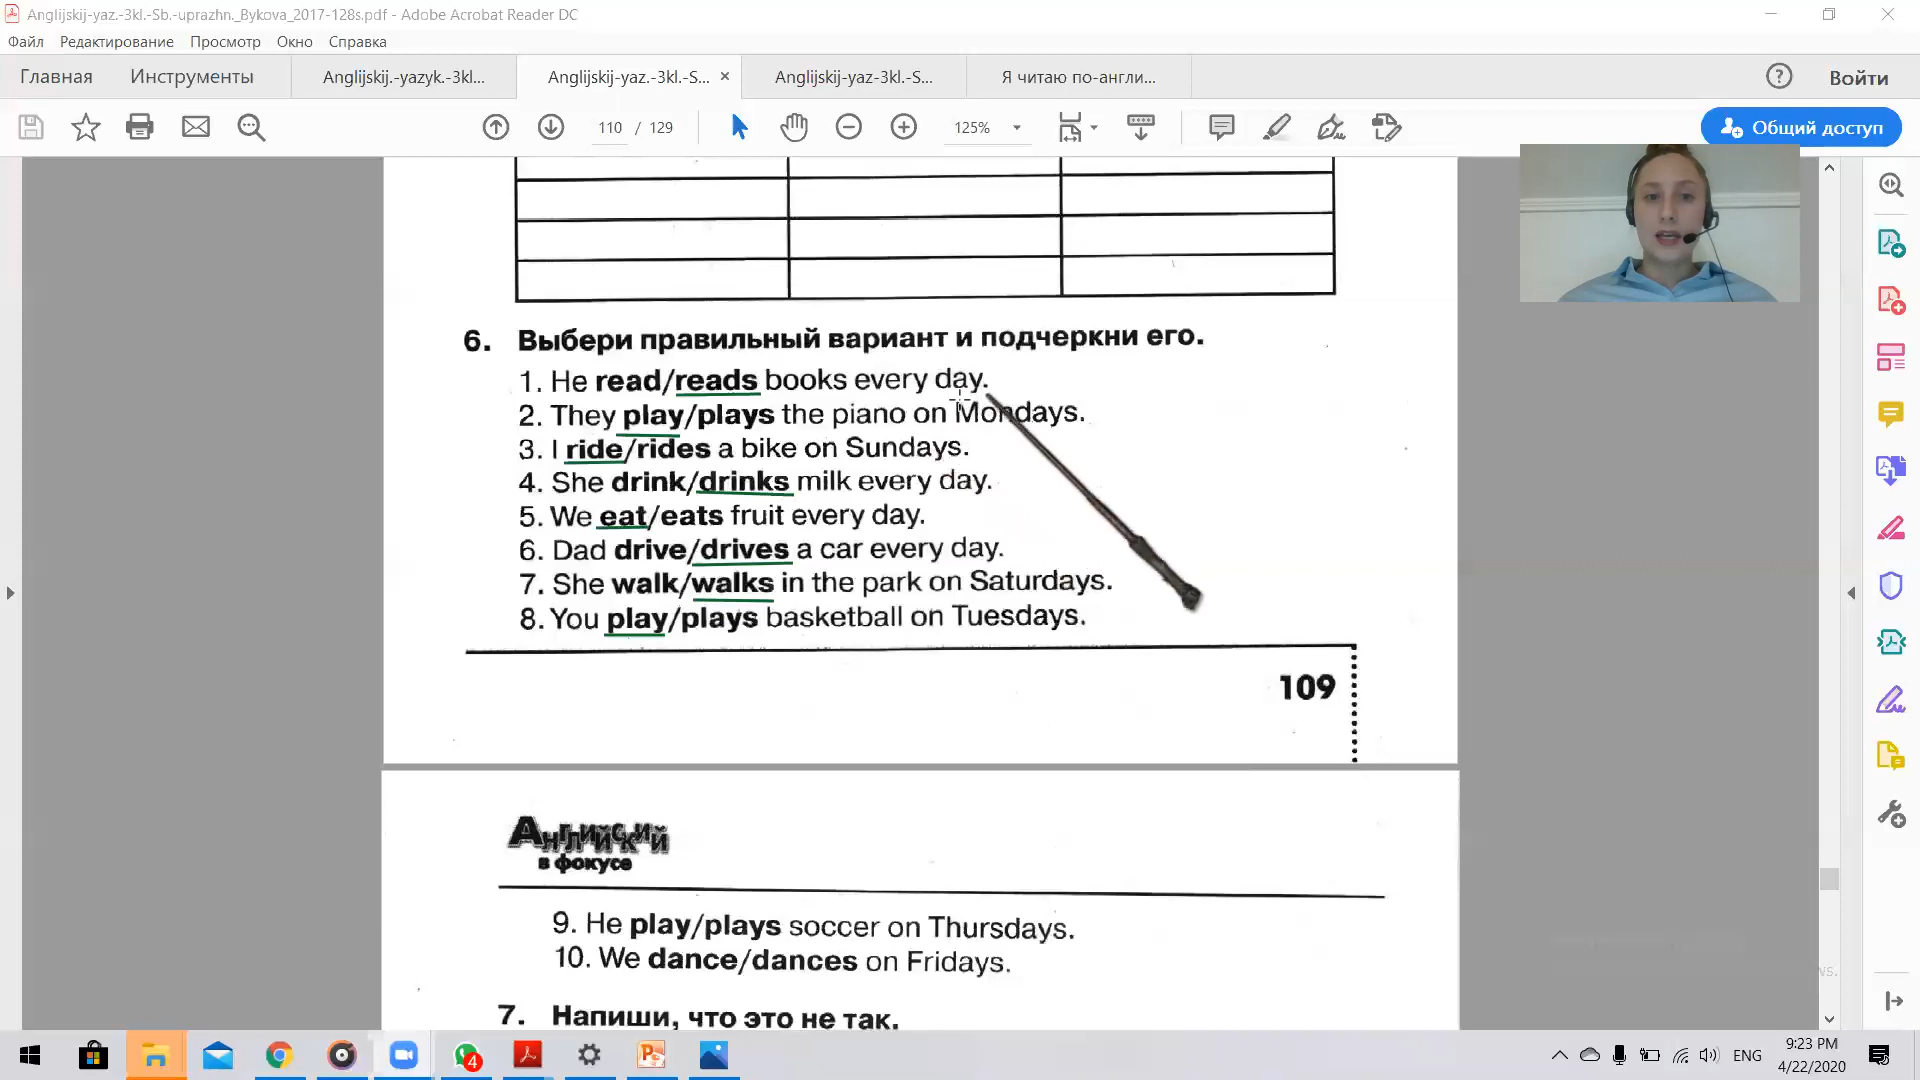 Anglijskij-yaz.-3kl.-Sb.-uprazhn._Bykova_2017-128s.pdf - Adobe Acrobat Reader DC
Файл Редактирование Просмотр Окно Справка
Главная Инструменты Anglijskij.-yazyk.-3kl... Anglijskij-yaz.-3kl.-S... × Anglijskij-yaz-3kl.-S... Я читаю по-англи... Войти
110 / 129 125% Общий доступ
6. Выбери правильный вариант и подчеркни его.
1. He read/reads books every day.
2. They play/plays the piano on Mondays.
3. I ride/rides a bike on Sundays.
4. She drink/drinks milk every day.
5. We eat/eats fruit every day.
6. Dad drive/drives a car every day.
7. She walk/walks in the park on Saturdays.
8. You play/plays basketball on Tuesdays.
109
Английский
в фокусе
9. He play/plays soccer on Thursdays.
10. We dance/dances on Fridays.
7. Напиши, что это не так.
4
ENG
9:23 PM
4/22/2020